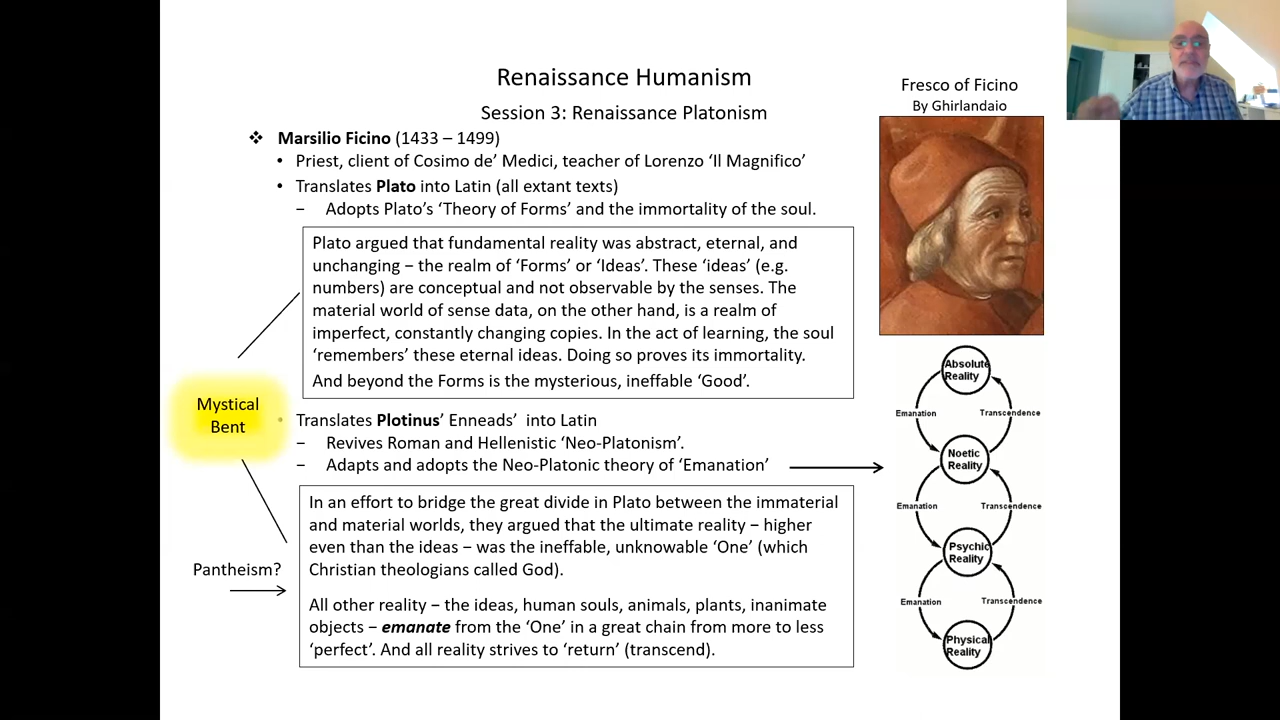 Renaissance Humanism
Session 3: Renaissance Platonism
❖ Marsilio Ficino (1433 – 1499)
• Priest, client of Cosimo de’ Medici, teacher of Lorenzo ‘Il Magnifico’
• Translates Plato into Latin (all extant texts)
– Adopts Plato’s ‘Theory of Forms’ and the immortality of the soul.
Plato argued that fundamental reality was abstract, eternal, and
unchanging – the realm of ‘Forms’ or ‘Ideas’. These ‘ideas’ (e.g.
numbers) are conceptual and not observable by the senses. The
material world of sense data, on the other hand, is a realm of
imperfect, constantly changing copies. In the act of learning, the soul
‘remembers’ these eternal ideas. Doing so proves its immortality.
And beyond the Forms is the mysterious, ineffable ‘Good’.
Mystical
Bent
• Translates Plotinus’ Enneads’ into Latin
– Revives Roman and Hellenistic ‘Neo-Platonism’.
– Adapts and adopts the Neo-Platonic theory of ‘Emanation’
In an effort to bridge the great divide in Plato between the immaterial
and material worlds, they argued that the ultimate reality – higher
even than the ideas – was the ineffable, unknowable ‘One’ (which
Christian theologians called God).
Pantheism?
All other reality – the ideas, human souls, animals, plants, inanimate
objects – emanate from the ‘One’ in a great chain from more to less
‘perfect’. And all reality strives to ‘return’ (transcend).
Fresco of Ficino
By Ghirlandaio
Absolute
Reality
Emanation
Transcendence
Noetic
Reality
Emanation
Transcendence
Psychic
Reality
Emanation
Transcendence
Physical
Reality